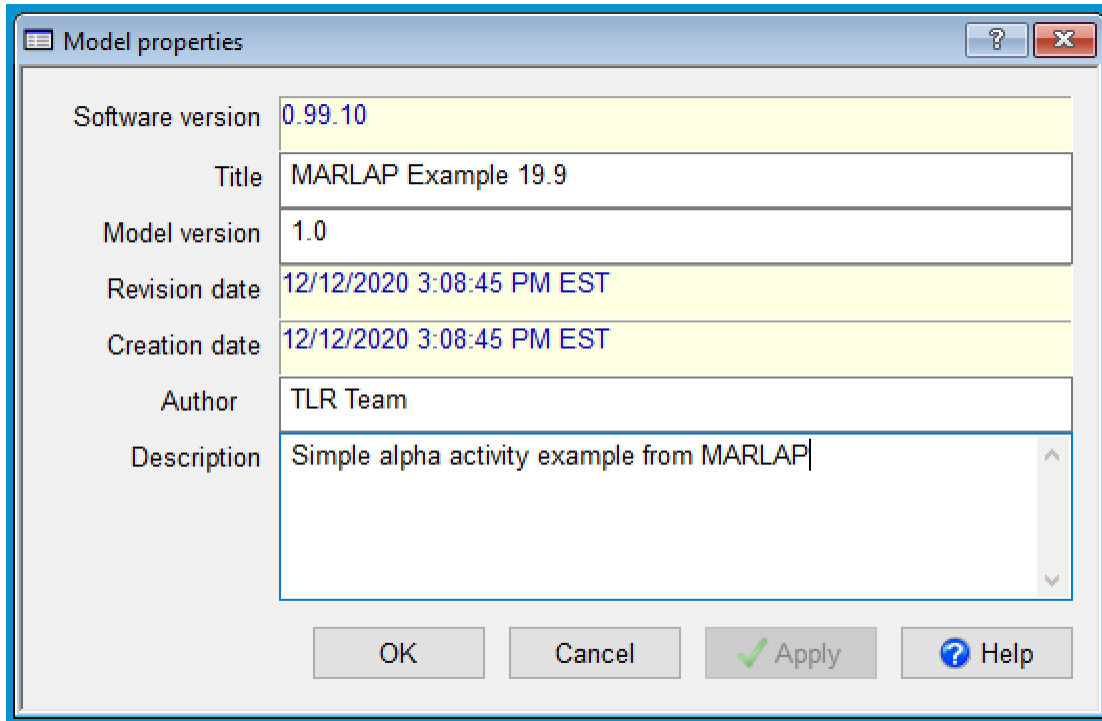 Model properties
Software version 0.99.10
Title MARLAP Example 19.9
Model version 1.0
Revision date 12/12/2020 3:08:45 PM EST
Creation date 12/12/2020 3:08:45 PM EST
Author TLR Team
Description Simple alpha activity example from MARLAP
OK Cancel Apply Help